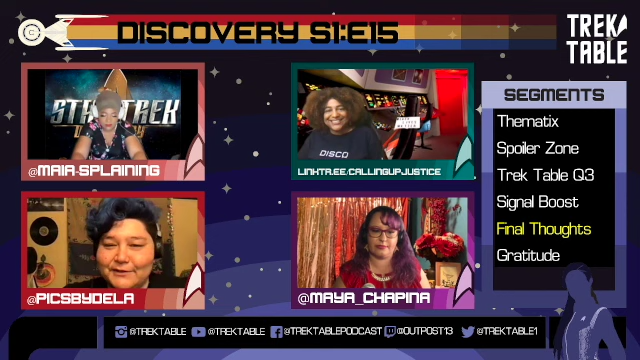 DISCOVERY S1:E15
TREK
TABLE
STAR TREK
DISCO
@MAIR-SPLAINING
LINKTR.EE/CALLINGUPJUSTICE
@PICSBYDELA
@MAYA_CHAPINA
SEGMENTS
Thematix
Spoiler Zone
Trek Table Q3
Signal Boost
Final Thoughts
Gratitude
@TREKTABLE @TREKTABLE @TREKTABLEPODCAST @OUTPOST13 @TREKTABLE1